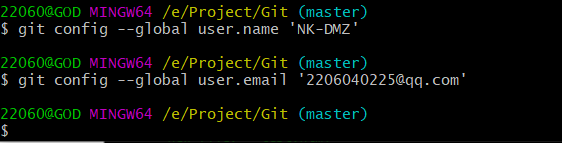 22060@GOD MINGW64 /e/Project/Git (master)
$ git config --global user.name 'NK-DMZ'
22060@GOD MINGW64 /e/Project/Git (master)
$ git config --global user.email '2206040225@qq.com'
22060@GOD MINGW64 /e/Project/Git (master)
$